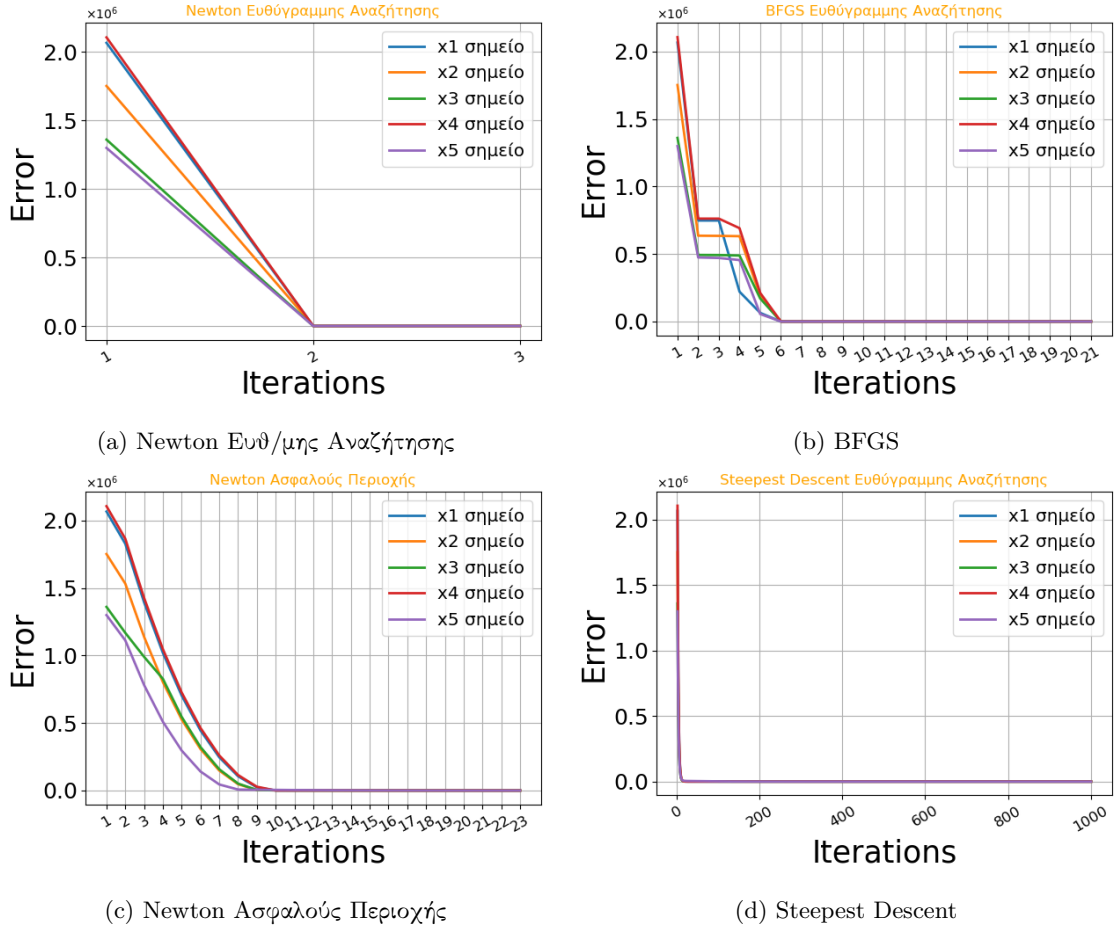 Newton Ευθύγραμμης Αναζήτησης
×10⁶
2.0
1.5
1.0
0.5
0.0
Error
x1 σημείο
x2 σημείο
x3 σημείο
x4 σημείο
x5 σημείο
1 2 3
Iterations
(a) Newton Ευθ/μης Αναζήτησης
BFGS Ευθύγραμμης Αναζήτησης
×10⁶
2.0
1.5
1.0
0.5
0.0
Error
x1 σημείο
x2 σημείο
x3 σημείο
x4 σημείο
x5 σημείο
1 2 3 4 5 6 7 8 9 10 11 12 13 14 15 16 17 18 19 20 21
Iterations
(b) BFGS
Newton Ασφαλούς Περιοχής
×10⁶
2.0
1.5
1.0
0.5
0.0
Error
x1 σημείο
x2 σημείο
x3 σημείο
x4 σημείο
x5 σημείο
1 2 3 4 5 6 7 8 9 10 11 12 13 14 15 16 17 18 19 20 21 22 23
Iterations
(c) Newton Ασφαλούς Περιοχής
Steepest Descent Ευθύγραμμης Αναζήτησης
×10⁶
2.0
1.5
1.0
0.5
0.0
Error
x1 σημείο
x2 σημείο
x3 σημείο
x4 σημείο
x5 σημείο
0 200 400 600 800 1000
Iterations
(d) Steepest Descent